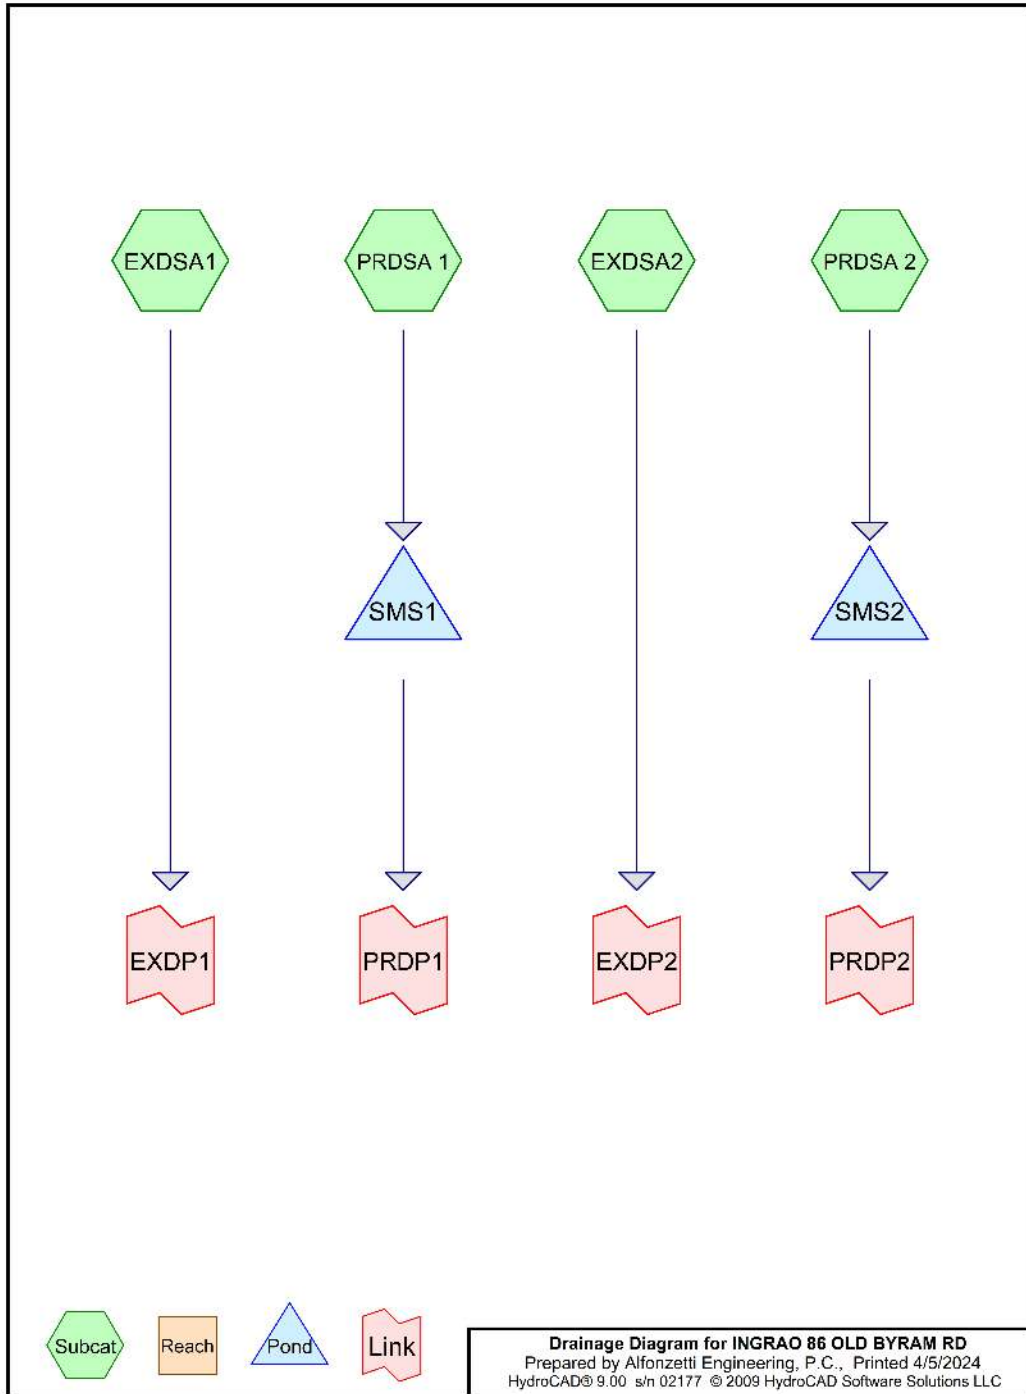 EXDSA1
PRDSA 1
EXDSA2
PRDSA 2
SMS1
SMS2
EXDP1
PRDP1
EXDP2
PRDP2
Subcat
Reach
Pond
Link
Drainage Diagram for INGRAO 86 OLD BYRAM RD
Prepared by Alfonzetti Engineering, P.C., Printed 4/5/2024
HydroCAD® 9.00 s/n 02177 © 2009 HydroCAD Software Solutions LLC